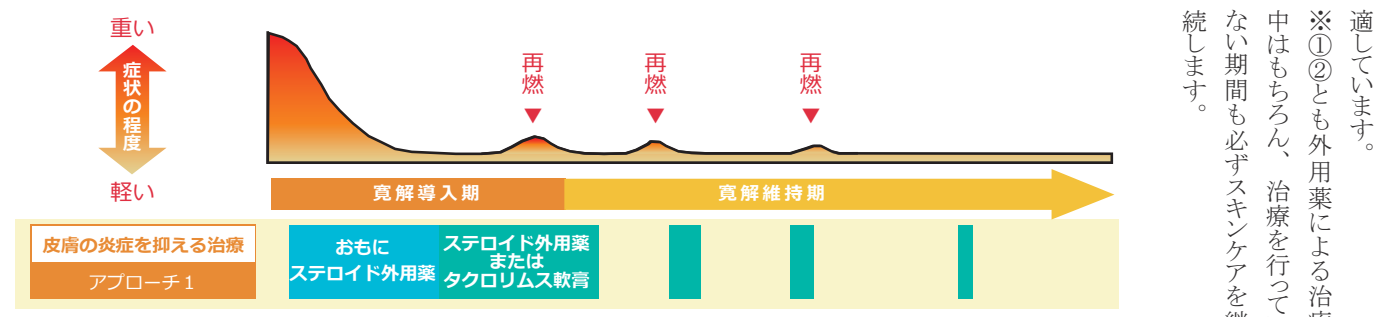 適しています。
※①②とも外用薬による治療
中はもちろん、治療を行って
ない期間も必ずスキンケアを継
続します。
重い
症状の程度
軽い
再燃
再燃
再燃
寛解導入期
寛解維持期
皮膚の炎症を抑える治療
アプローチ1
おもに
ステロイド外用薬
ステロイド外用薬
または
タクロリムス軟膏